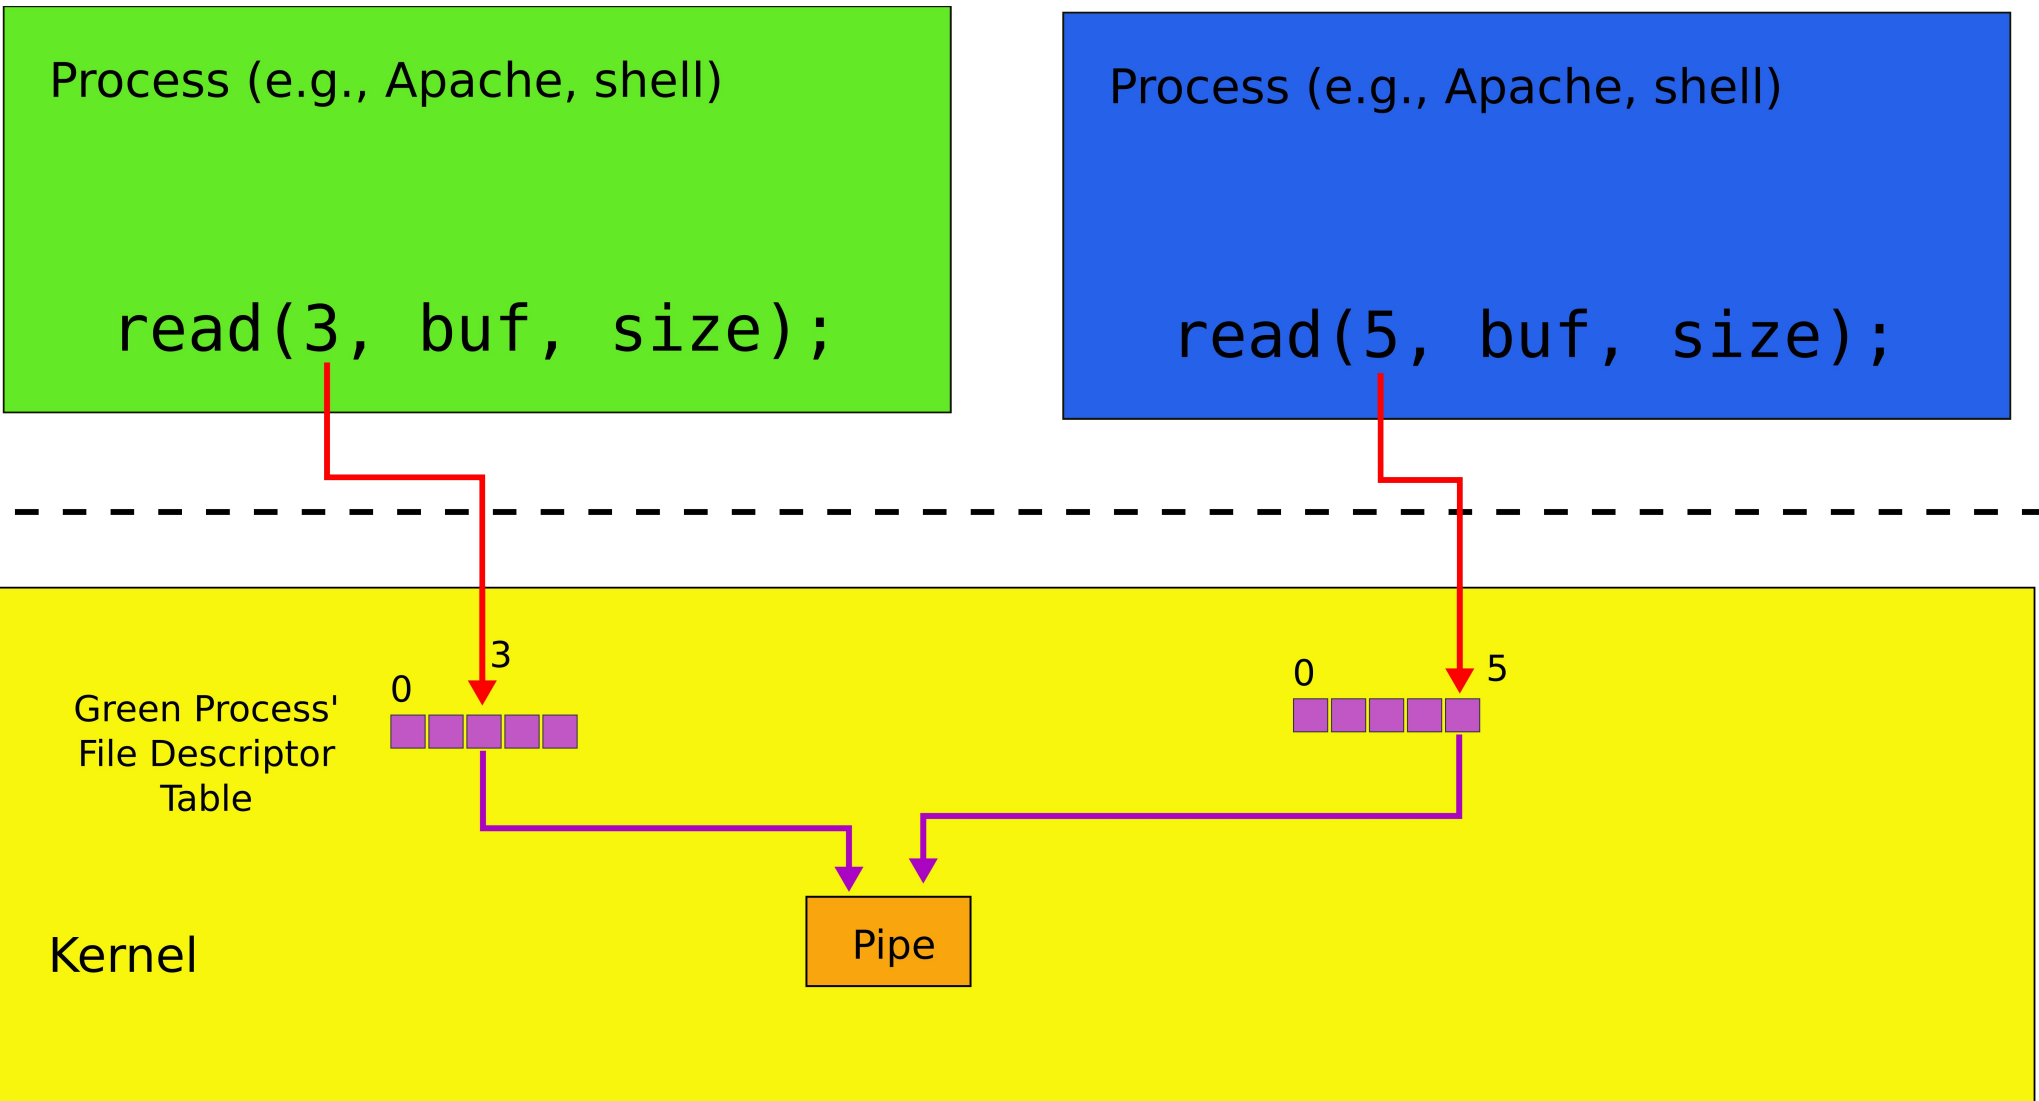 Process (e.g., Apache, shell)
read(3, buf, size);
Process (e.g., Apache, shell)
read(5, buf, size);
3
0
Green Process'
File Descriptor
Table
0
5
Pipe
Kernel